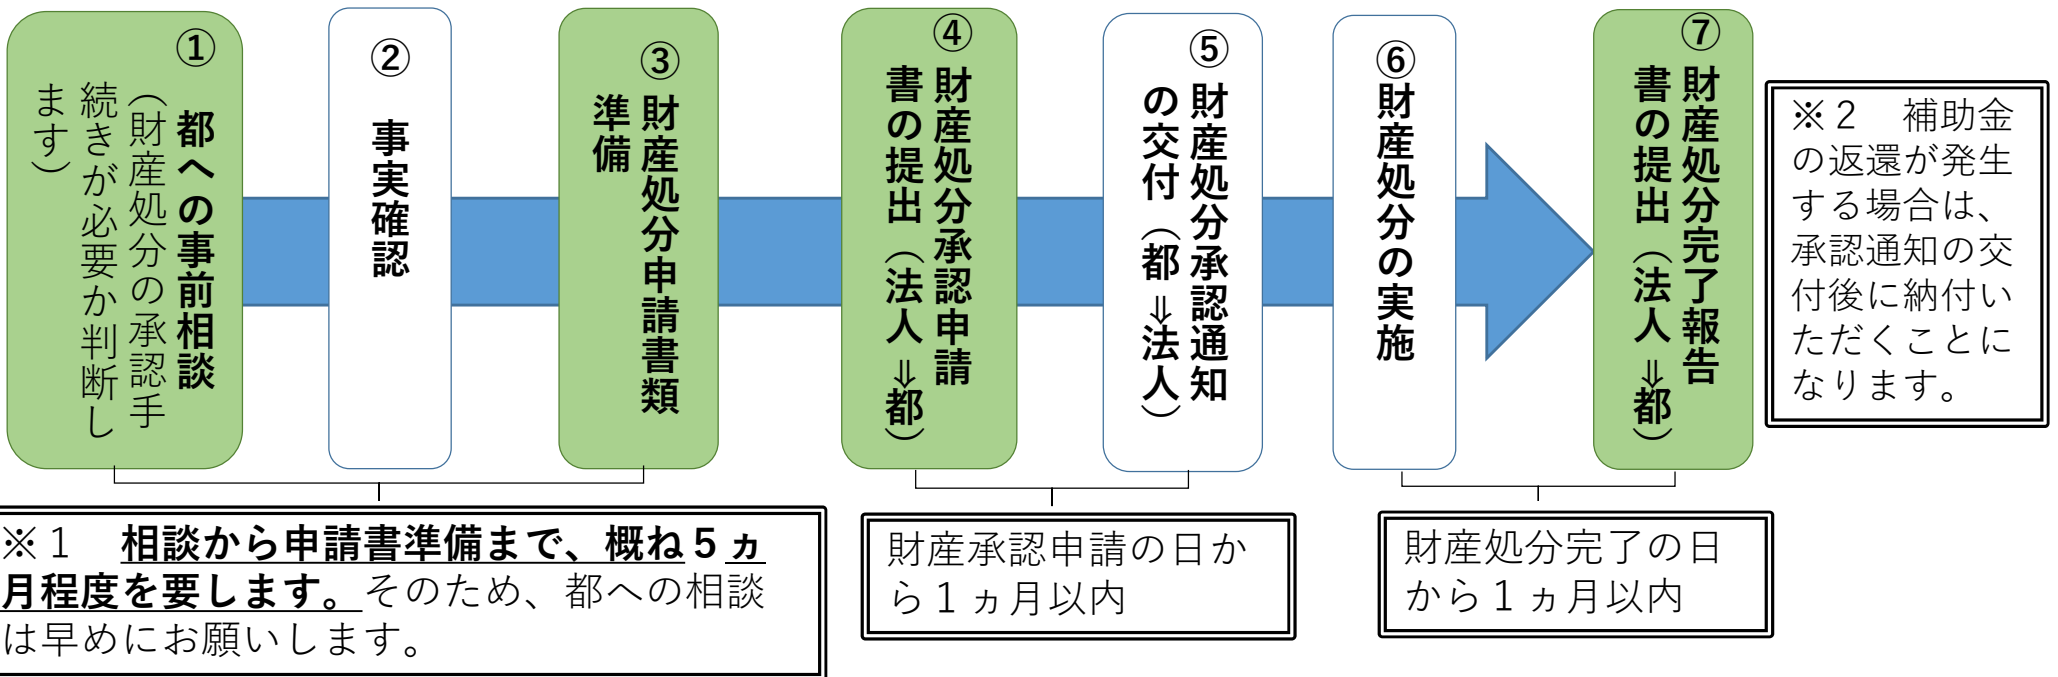 ①
都への事前相談
（財産処分の承認手
続きが必要か判断し
ます）
②
事実確認
③
財産処分申請書類
準備
④
財産処分承認申請
書の提出（法人⇒都）
⑤
財産処分承認通知
の交付（都⇒法人）
⑥
財産処分の実施
⑦
財産処分完了報告
書の提出（法人⇒都）
※２　補助金
の返還が発生
する場合は、
承認通知の交
付後に納付い
ただくことに
なります。
※１　相談から申請書準備まで、概ね５ヵ
月程度を要します。そのため、都への相談
は早めにお願いします。
財産承認申請の日か
ら１ヵ月以内
財産処分完了の日
から１ヵ月以内